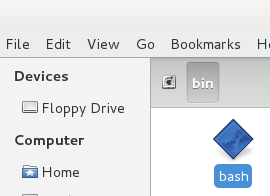 File Edit View Go Bookmarks
Devices
bin
Floppy Drive
bash
Computer
Home